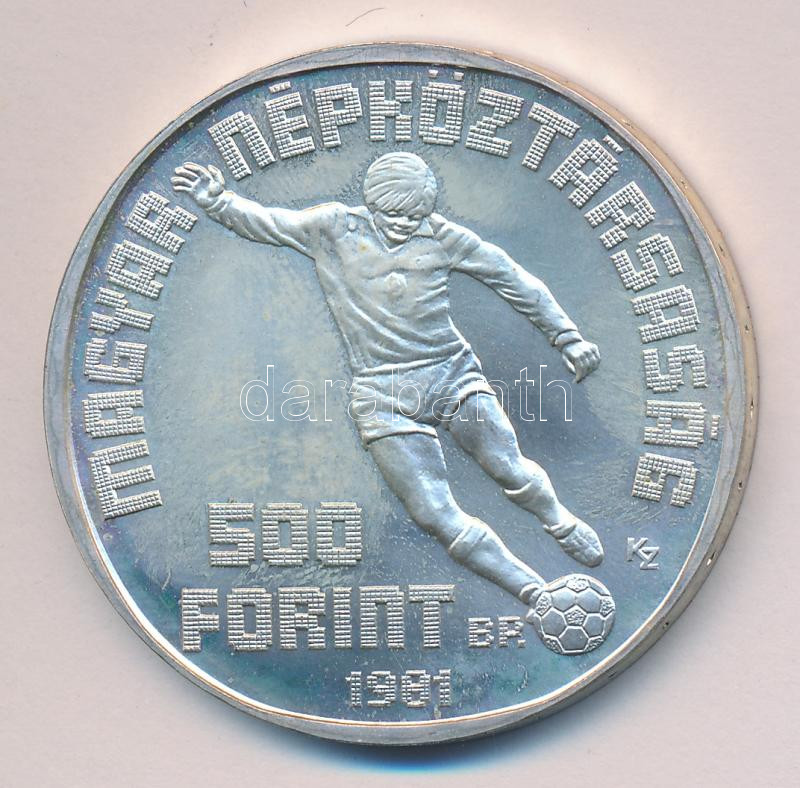 MAGYAR NÉPKÖZTÁRSASÁG
darabanth
500
FORINT BP.
KZ
1981